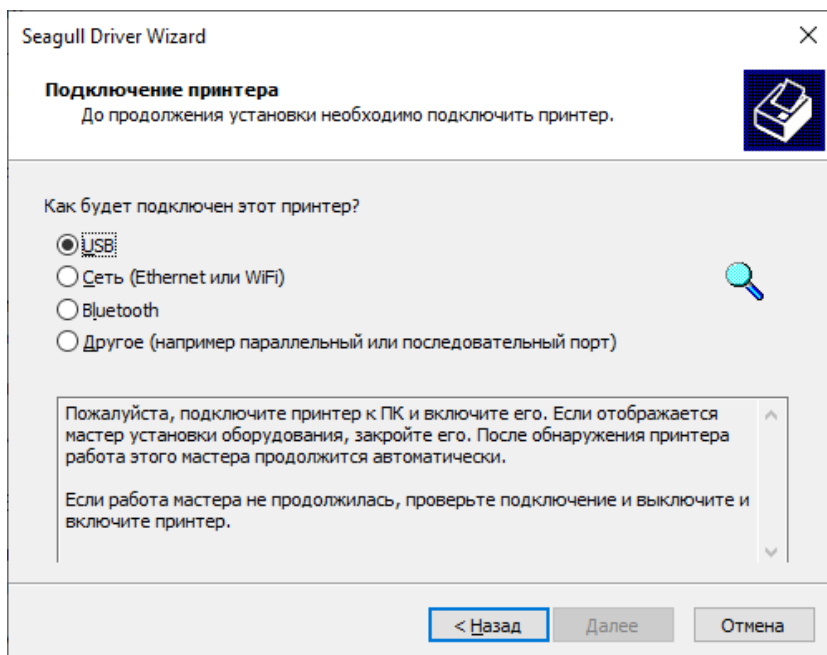 Seagull Driver Wizard
Подключение принтера
До продолжения установки необходимо подключить принтер.
Как будет подключен этот принтер?
USB
Сеть (Ethernet или WiFi)
Bluetooth
Другое (например параллельный или последовательный порт)
Пожалуйста, подключите принтер к ПК и включите его. Если отображается
мастер установки оборудования, закройте его. После обнаружения принтера
работа этого мастера продолжится автоматически.
Если работа мастера не продолжилась, проверьте подключение и выключите и
включите принтер.
< Назад Далее Отмена